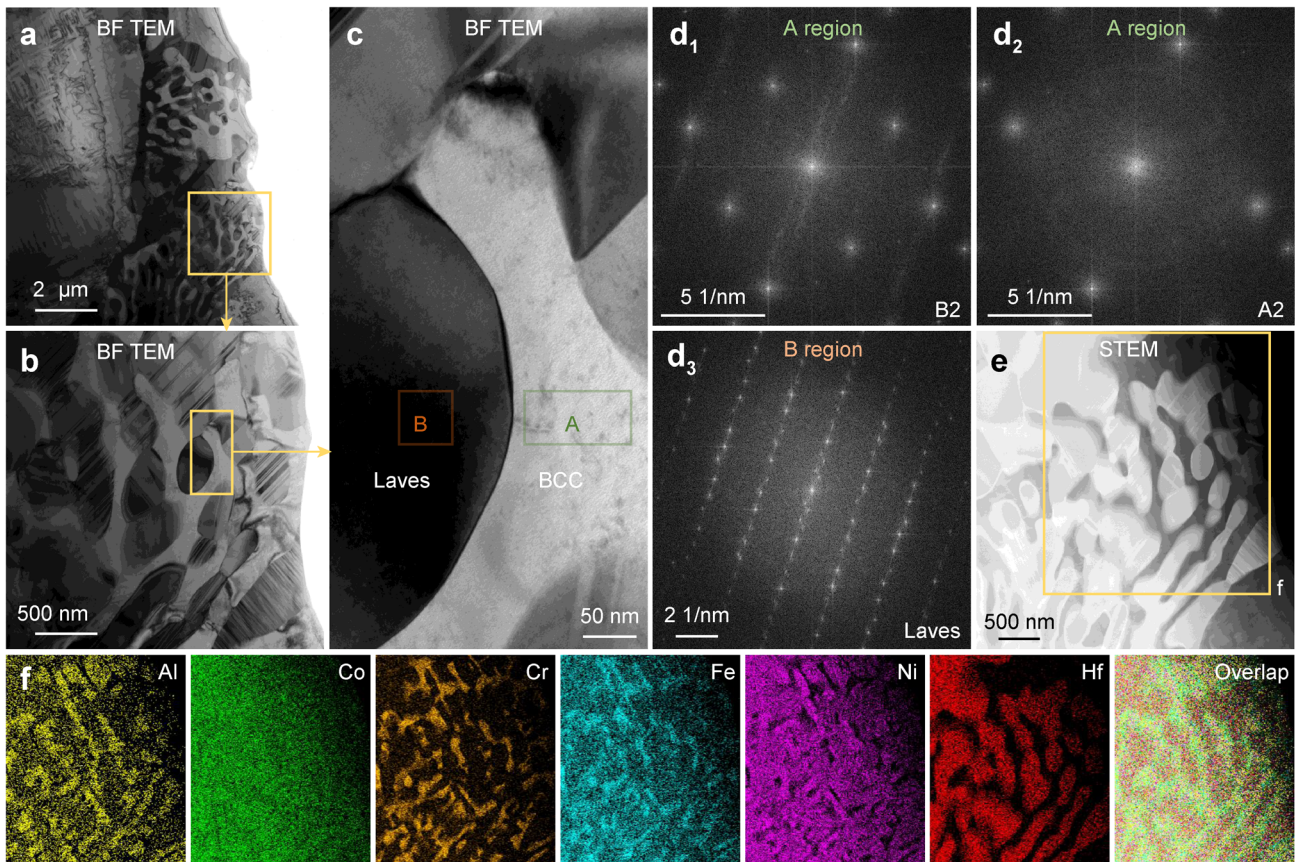 a
BF TEM
2 μm
b
BF TEM
500 nm
c
BF TEM
B
A
Laves
BCC
50 nm
d₁
A region
5 1/nm
B2
d₂
A region
5 1/nm
A2
d₃
B region
2 1/nm
Laves
e
STEM
f
500 nm
f
Al
Co
Cr
Fe
Ni
Hf
Overlap